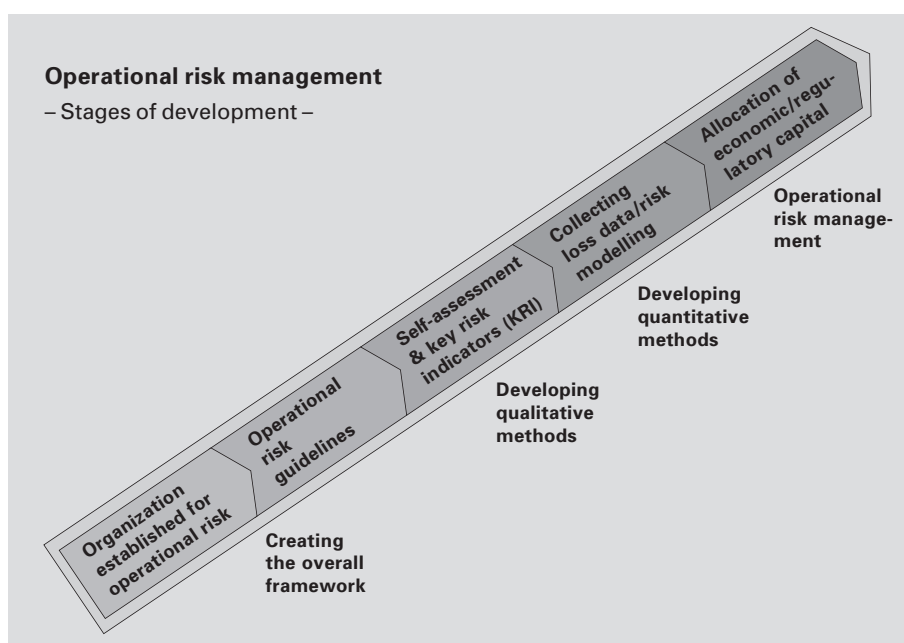 Operational risk management
– Stages of development –
Organization
established for
operational risk
Creating
the overall
framework
Operational
risk
guidelines
Self-assessment
& key risk
indicators (KRI)
Developing
qualitative
methods
Collecting
loss data/risk
modelling
Developing
quantitative
methods
Allocation of
economic/regu-
latory capital
Operational
risk manage-
ment